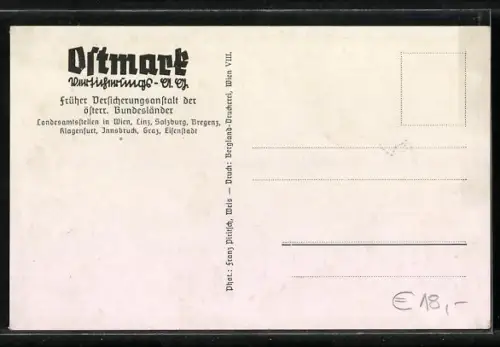 Ostmark
Versicherungs-A.G.
Früher Versicherungsanstalt der
österr. Bundesländer
Landesamtsstellen in Wien, Linz, Salzburg, Bregenz,
Klagenfurt, Innsbruck, Graz, Eisenstadt
Phot.: Franz Pieitsch, Wels — Druck: Bergland-Druckerei, Wien VIII.
€ 18,-